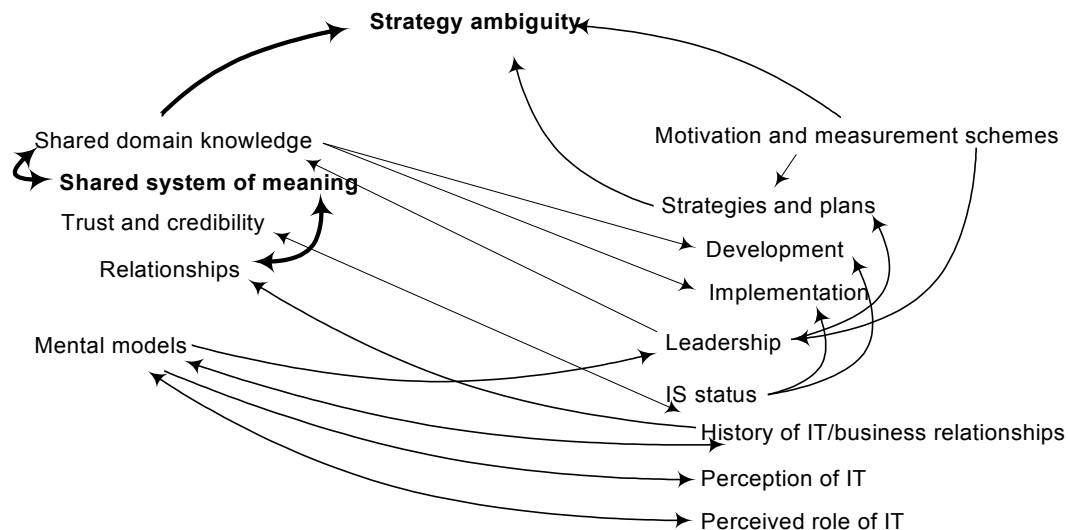 Strategy ambiguity
Shared domain knowledge
Motivation and measurement schemes
Shared system of meaning
Strategies and plans
Trust and credibility
Development
Relationships
Implementation
Leadership
Mental models
IS status
History of IT/business relationships
Perception of IT
Perceived role of IT